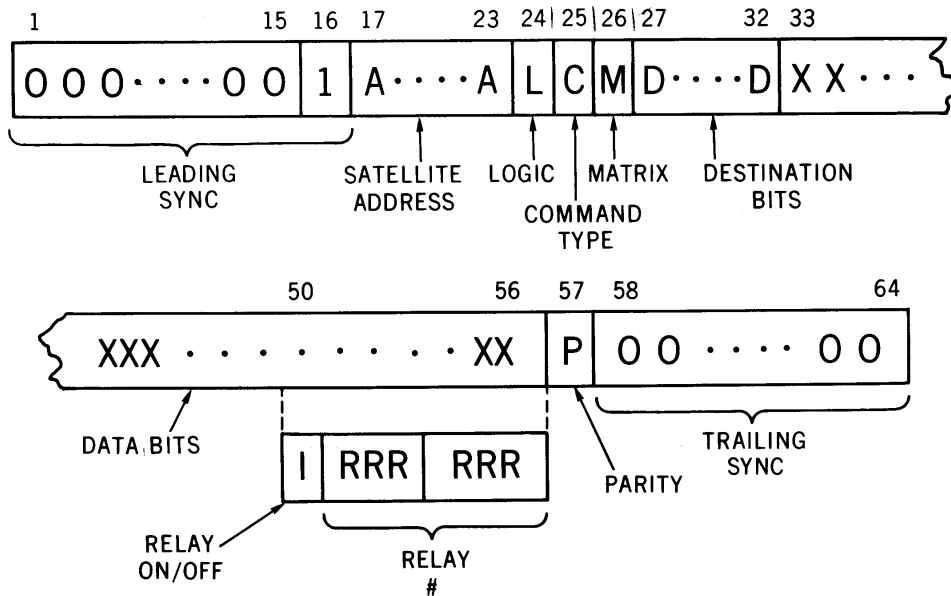 1 15 16 17 23 24 25 26 27 32 33
0 0 0 · · · · · 0 0 1 A · · · · A L C M D · · · · D X X · · ·
LEADING SYNC
SATELLITE ADDRESS
LOGIC
COMMAND TYPE
MATRIX
DESTINATION BITS
50 56 57 58 64
XXX · · · · · · · · · XX P 0 0 · · · · 0 0
DATA BITS
I RRR RRR
PARITY
TRAILING SYNC
RELAY ON/OFF
RELAY #